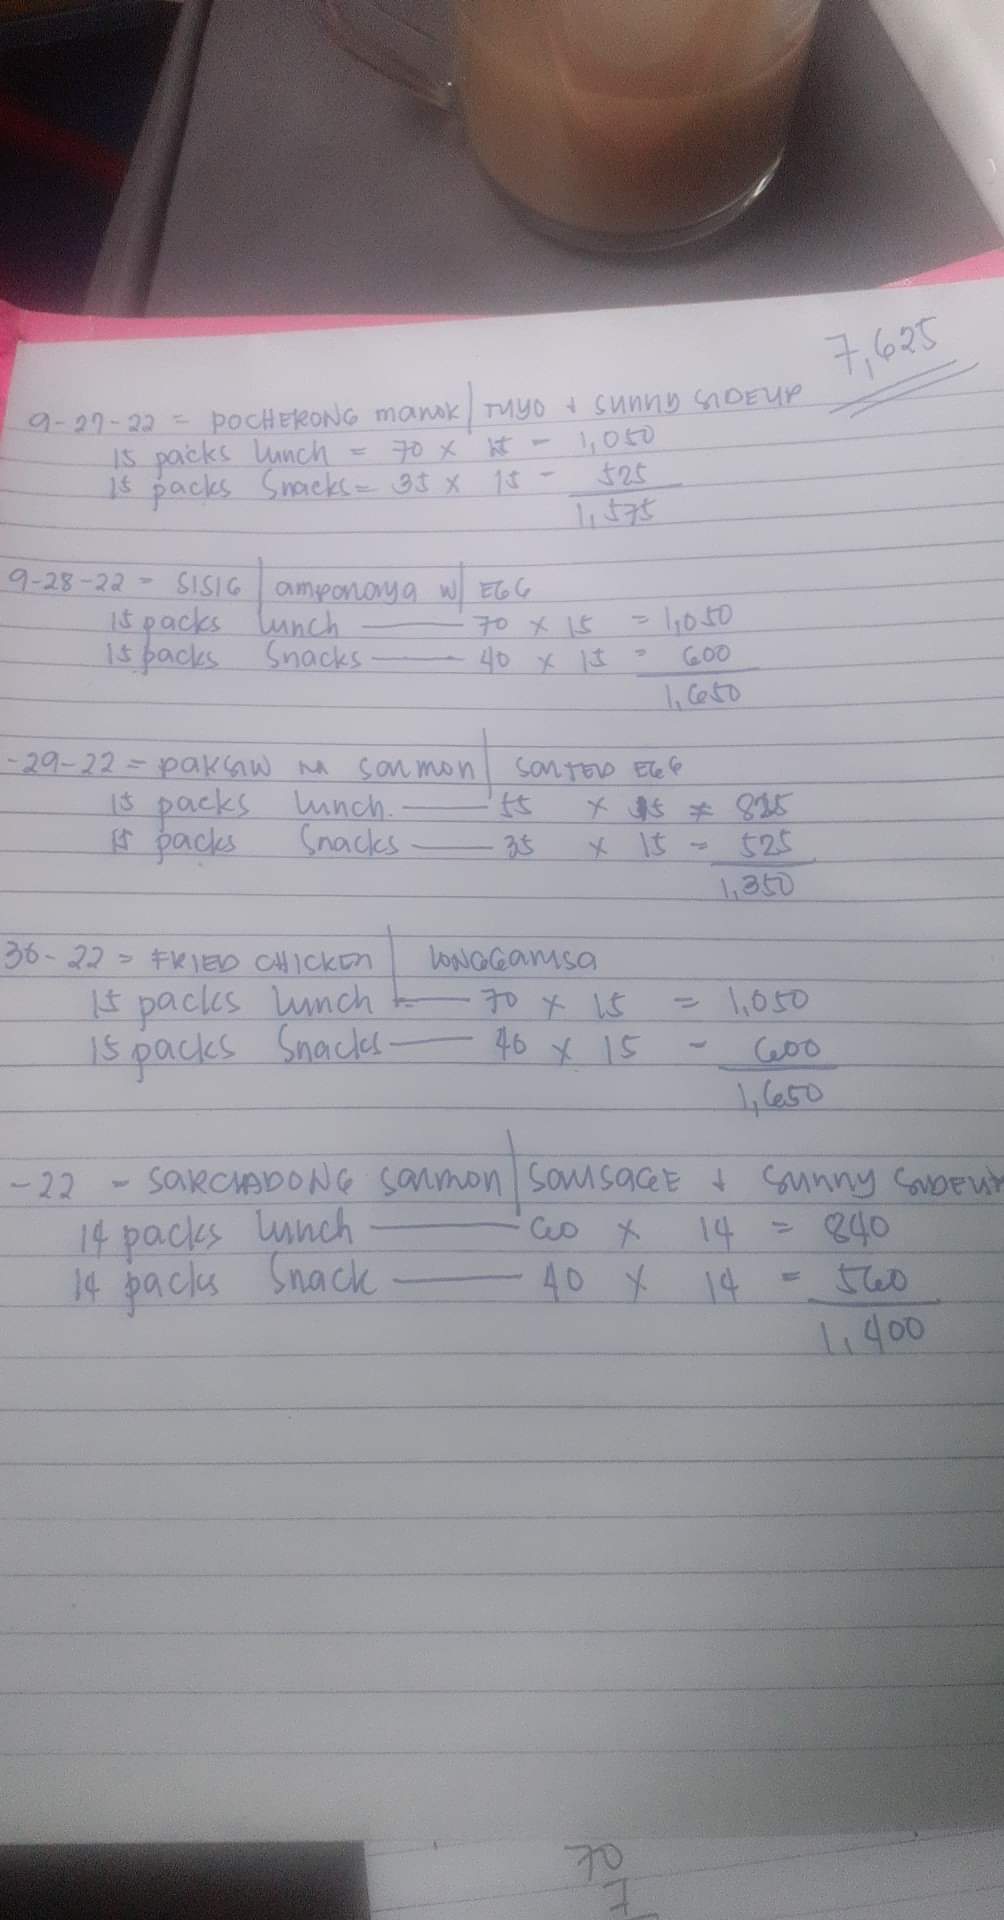 7,625
9-27-22 = POCHERONG manok | TUYO + SUNNY SIDEUP
15 packs lunch = 70 x 15 - 1,050
15 packs Snacks = 35 x 15 - 525
1,575
9-28-22 = SISIG | ampanaya w/ EGG
15 packs lunch — 70 x 15 = 1,050
15 packs Snacks — 40 x 15 = 600
1,650
-29-22 = PAKSIW na salmon | SALTED EGG
15 packs lunch. — 55 x 15 = 825
15 packs Snacks — 35 x 15 = 525
1,350
30-22 = FRIED CHICKEN | LONGGANISA
15 packs lunch — 70 x 15 = 1,050
15 packs Snacks — 40 x 15 - 600
1,650
-22 - SARCIADONG salmon | SAUSAGE + SUNNY SIDEUP
14 packs lunch — 60 x 14 = 840
14 packs Snack — 40 x 14 = 560
1,400
70
7